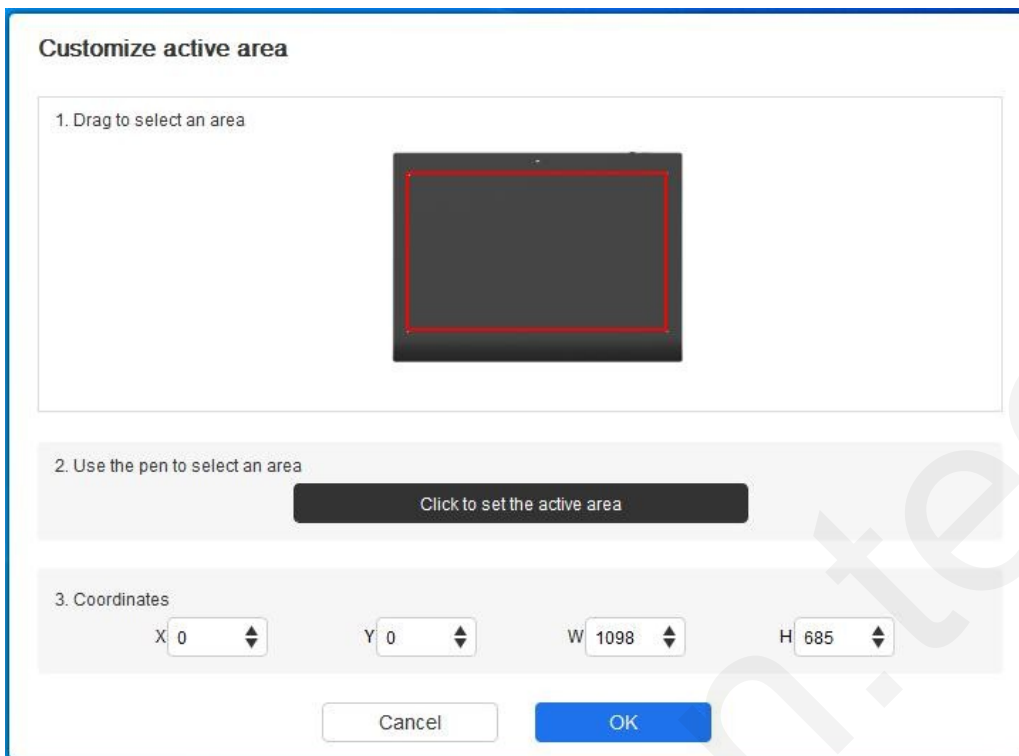 Customize active area
1. Drag to select an area
2. Use the pen to select an area
Click to set the active area
3. Coordinates
X 0 Y 0 W 1098 H 685
Cancel OK